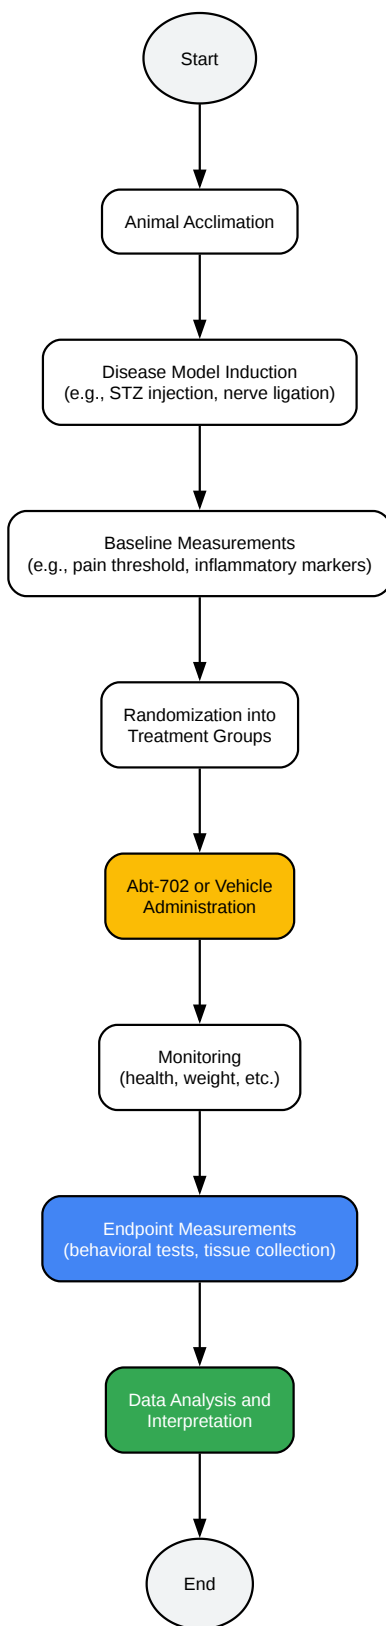 Start
Animal Acclimation
Disease Model Induction
(e.g., STZ injection, nerve ligation)
Baseline Measurements
(e.g., pain threshold, inflammatory markers)
Randomization into
Treatment Groups
Abt-702 or Vehicle
Administration
Monitoring
(health, weight, etc.)
Endpoint Measurements
(behavioral tests, tissue collection)
Data Analysis and
Interpretation
End